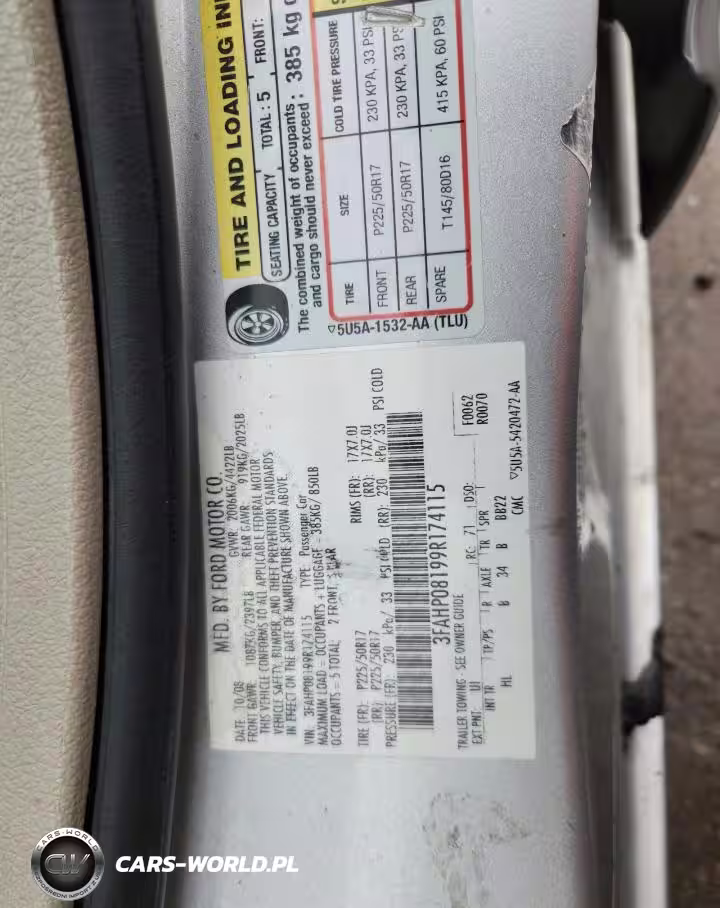 TIRE AND LOADING
SEATING CAPACITY TOTAL : 5 FRONT:
The combined weight of occupants
and cargo should never exceed : 385 kg
TIRE SIZE COLD TIRE PRESSURE
FRONT P225/50R17 230 KPA, 33 PSI
REAR P225/50R17 230 KPA, 33 PSI
SPARE T145/80D16 415 KPA, 60 PSI
5U5A-1532-AA (TLU)
MFD. BY FORD MOTOR CO.
DATE: 10/08 GVWR: 2006KG/4422LB
FRONT GAWR: 1087KG/2397LB REAR GAWR: 919KG/2025LB
THIS VEHICLE CONFORMS TO ALL APPLICABLE FEDERAL MOTOR
VEHICLE SAFETY, BUMPER, AND THEFT PREVENTION STANDARDS
IN EFFECT ON THE DATE OF MANUFACTURE SHOWN ABOVE.
VIN: 3FAHP08199R174115 TYPE: Passenger Car
MAXIMUM LOAD = OCCUPANTS + LUGGAGE = 385KG/ 850LB
OCCUPANTS = 5 TOTAL; 2 FRONT, 3 REAR
TIRE (FR): P225/50R17 RIMS (FR): 17X7.0J
(RR): P225/50R17 (RR): 17X7.0J
PRESSURE (FR): 230 kPa/ 33 PSI COLD (RR): 230 kPa/ 33 PSI COLD
3FAHP08199R174115
TRAILER TOWING - SEE OWNER GUIDE
EXT PNT: UI RC: 71 DSO: F0062
R0070
INT TR TP/PS R AXLE TR SPR
HL B 34 B BB22
CMC 5U5A-5420472-AA
CARS-WORLD
CW
CARS-WORLD.PL